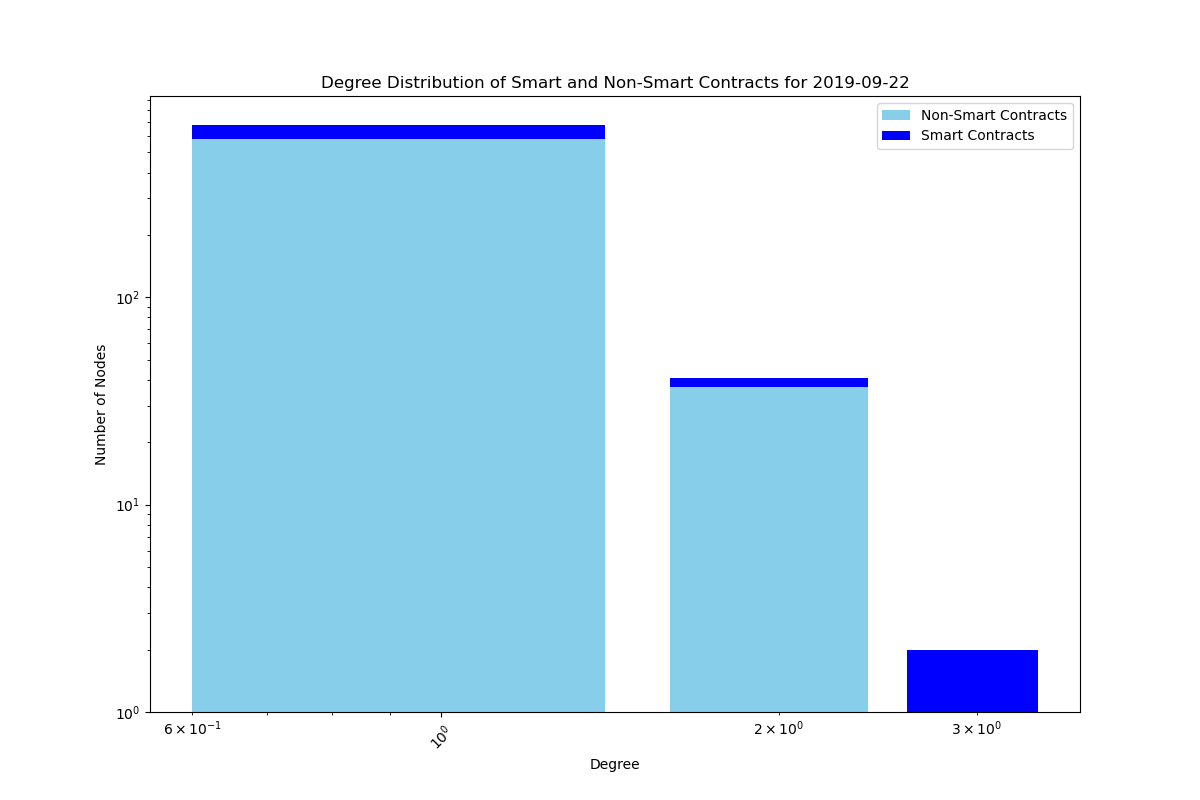 Degree Distribution of Smart and Non-Smart Contracts for 2019-09-22
Non-Smart Contracts
Smart Contracts
Number of Nodes
10²
10¹
10⁰
6 × 10⁻¹
10⁰
2 × 10⁰
3 × 10⁰
Degree